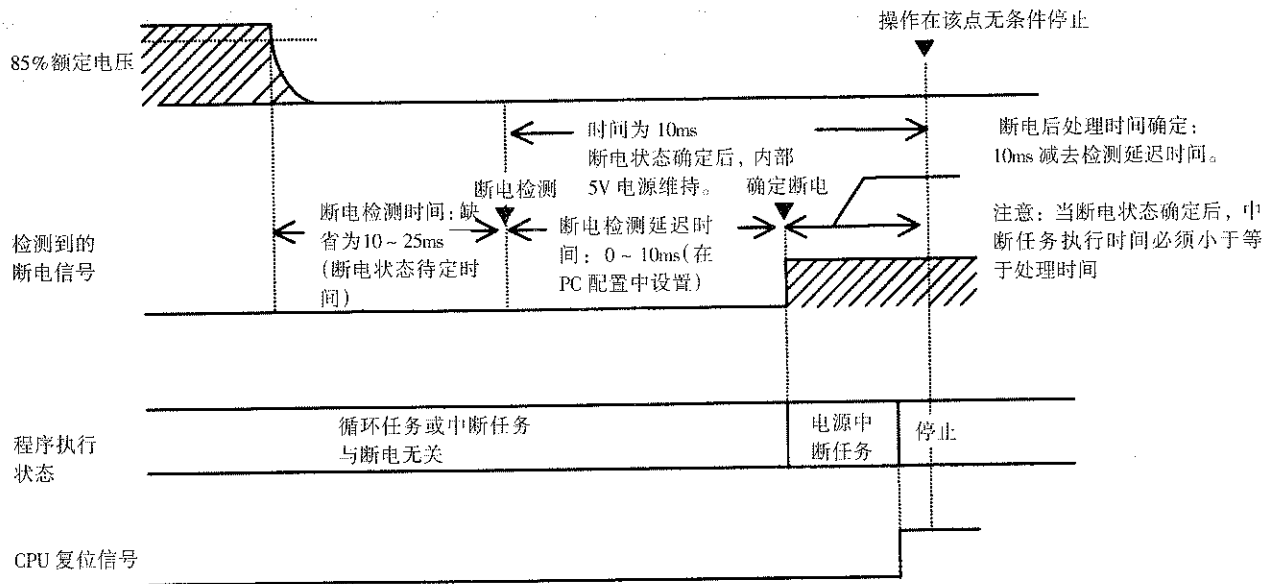 操作在该点无条件停止
85%额定电压
时间为 10ms
断电状态确定后，内部
5V 电源维持。
断电后处理时间确定：
10ms 减去检测延迟时间。
断电检测
确定断电
断电检测时间：缺
省为10～25ms
(断电状态待定时
间)
断电检测延迟时
间：0～10ms(在
PC 配置中设置)
注意：当断电状态确定后，中
断任务执行时间必须小于等
于处理时间
检测到的
断电信号
循环任务或中断任务
与断电无关
电源中
断任务
停止
程序执行
状态
CPU 复位信号